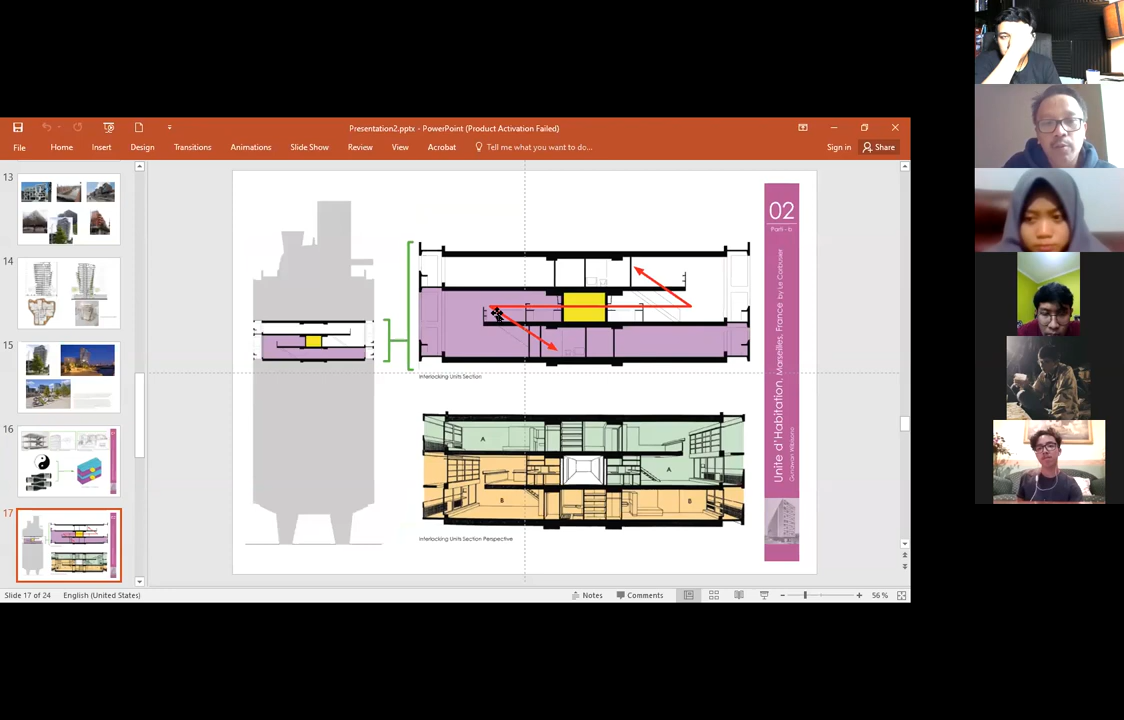 Presentation2.pptx - PowerPoint (Product Activation Failed)
File Home Insert Design Transitions Animations Slide Show Review View Acrobat Tell me what you want to do... Sign in Share
13
14
15
16
17
02
Parti - b
Unite d'Habitation, Marseilles, France by Le Corbusier
Interlocking Units Section
A
A
B
B
Interlocking Units Section Perspective
Slide 17 of 24 English (United States) Notes Comments 56 %